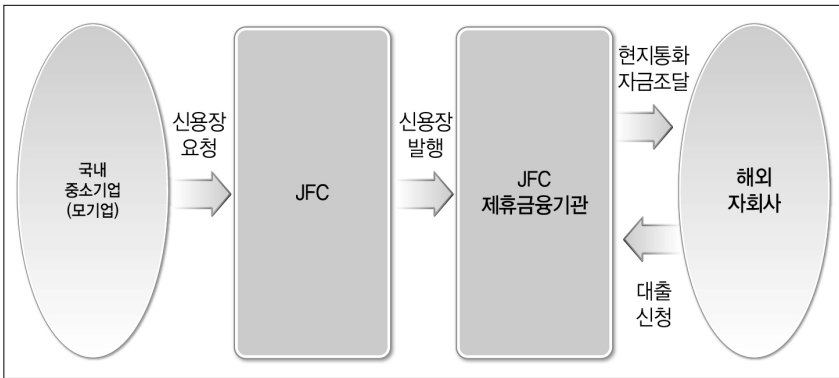 국내
중소기업
(모기업)
신용장
요청
JFC
신용장
발행
JFC
제휴금융기관
현지통화
자금조달
대출
신청
해외
자회사